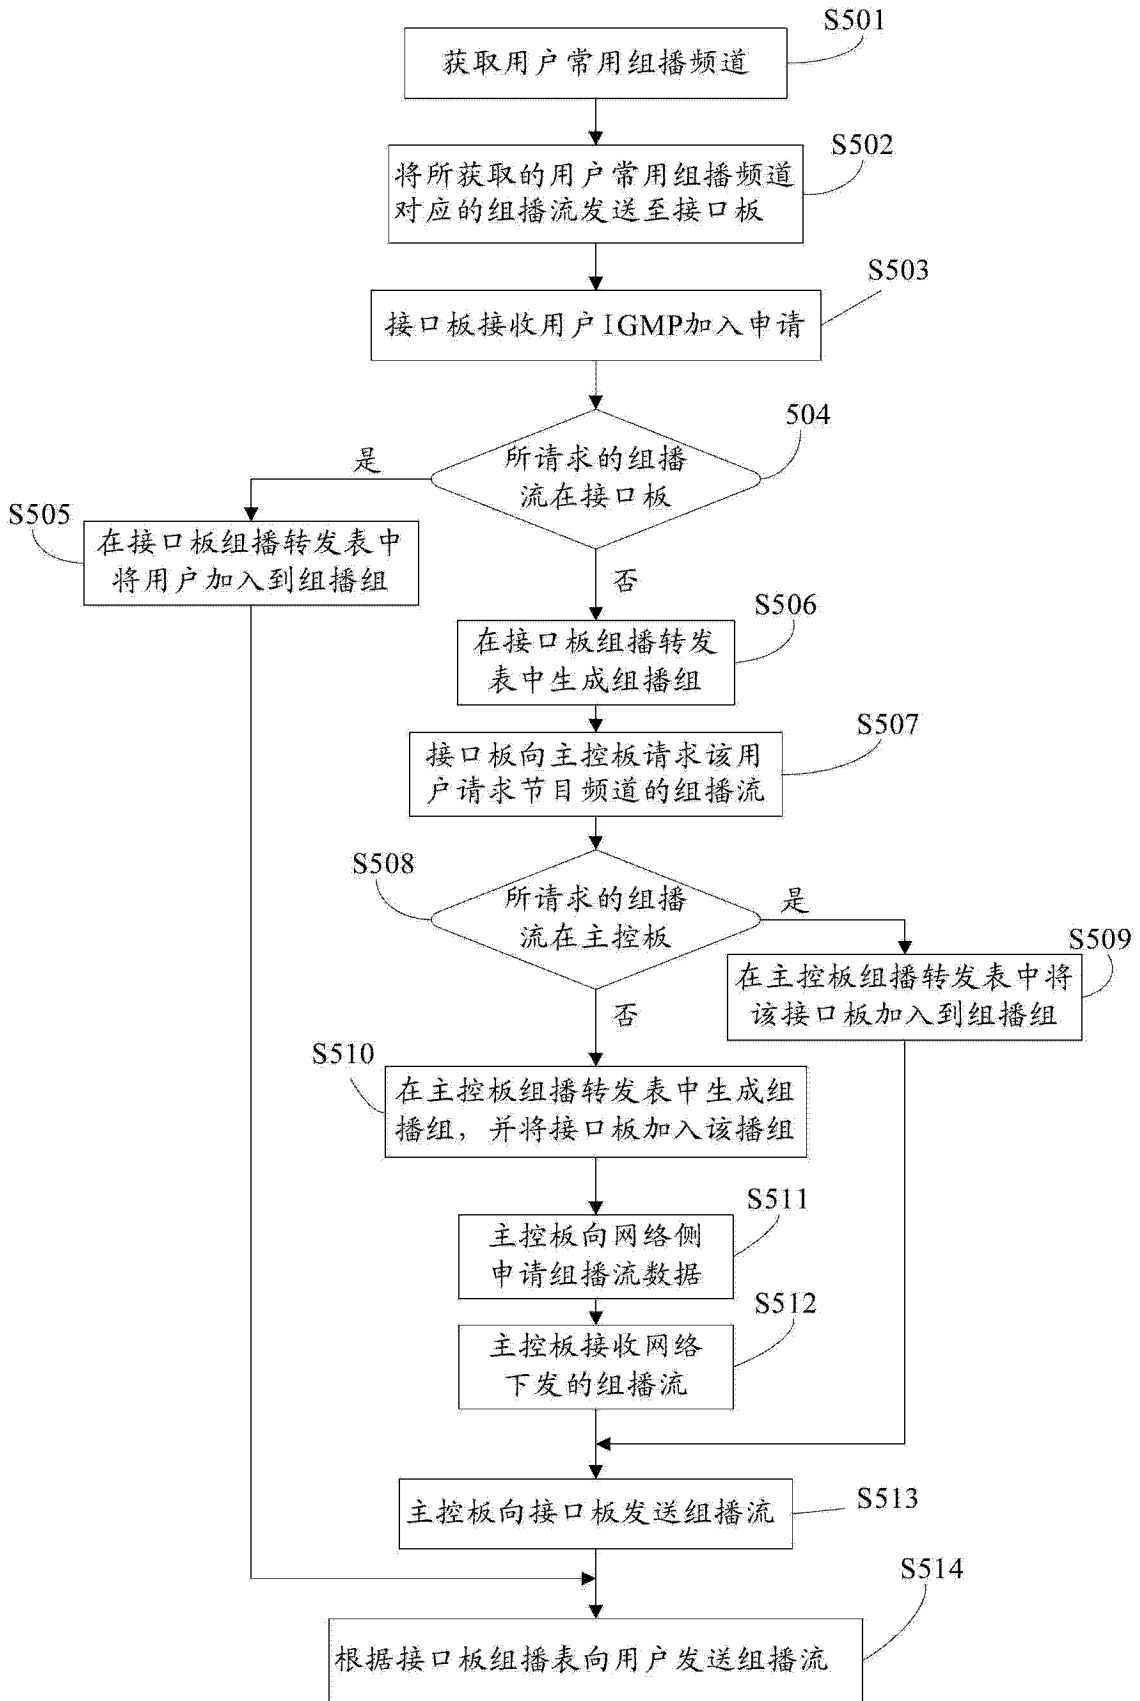 S501
获取用户常用组播频道
S502
将所获取的用户常用组播频道
对应的组播流发送至接口板
S503
接口板接收用户IGMP加入申请
504
所请求的组播
流在接口板
是
S505
在接口板组播转发表中
将用户加入到组播组
否
S506
在接口板组播转发
表中生成组播组
S507
接口板向主控板请求该用
户请求节目频道的组播流
S508
所请求的组播
流在主控板
是
S509
在主控板组播转发表中将
该接口板加入到组播组
否
S510
在主控板组播转发表中生成组
播组，并将接口板加入该播组
S511
主控板向网络侧
申请组播流数据
S512
主控板接收网络
下发的组播流
S513
主控板向接口板发送组播流
S514
根据接口板组播表向用户发送组播流